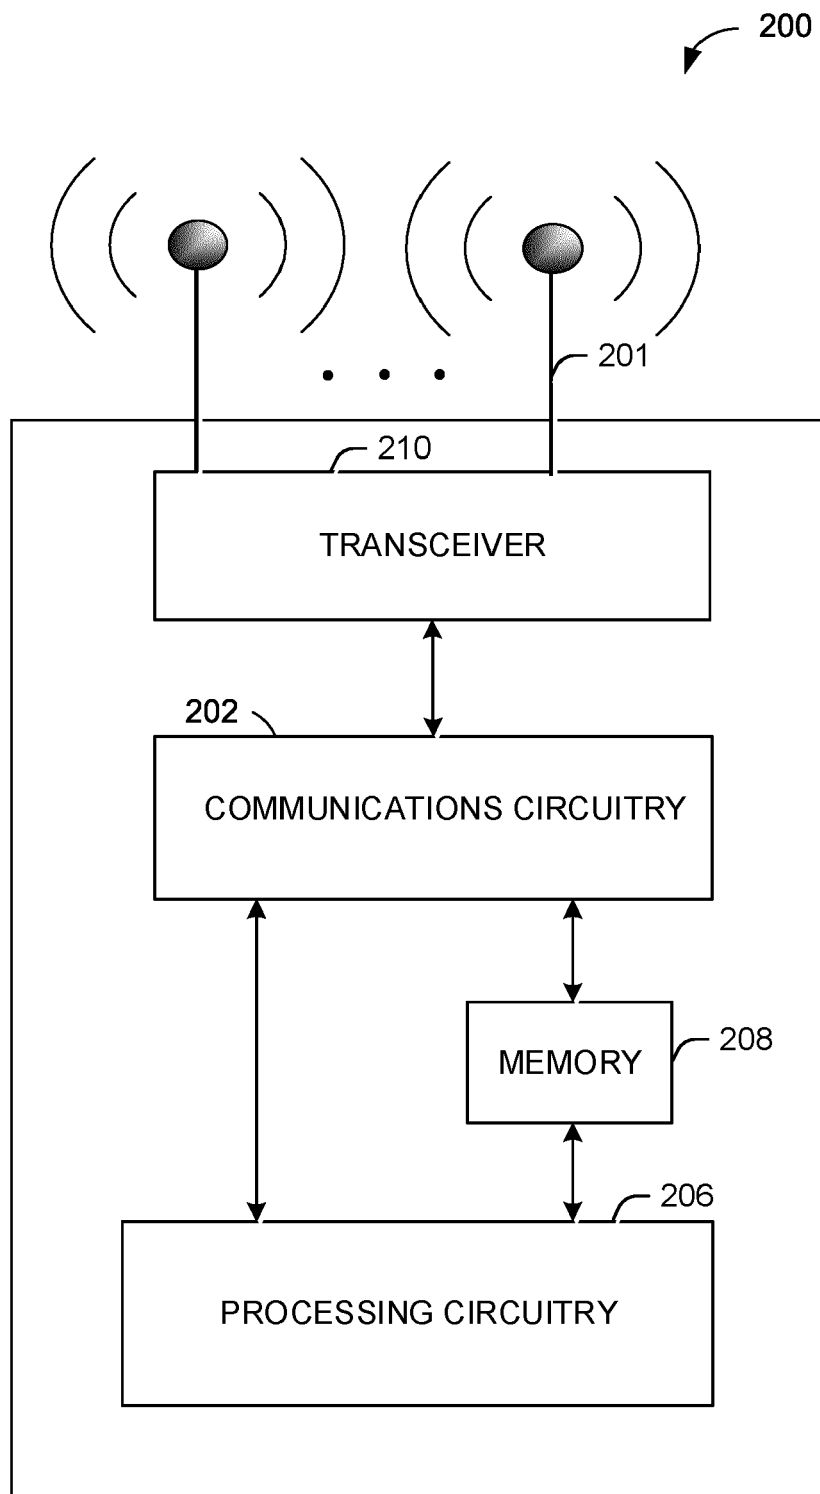 200
201
210
TRANSCEIVER
202
COMMUNICATIONS CIRCUITRY
MEMORY
208
206
PROCESSING CIRCUITRY